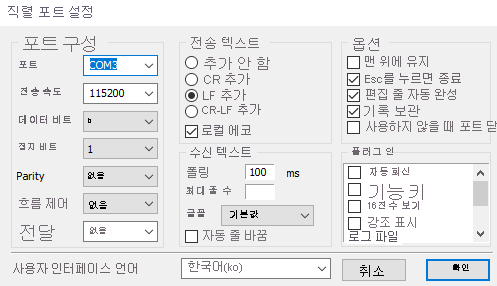 직렬 포트 설정
포트 구성
포트
COM3
전송 속도
115200
데이터 비트
정지 비트
1
Parity
없음
흐름 제어
없음
전달
없음
전송 텍스트
추가 안 함
CR 추가
LF 추가
CR-LF 추가
로컬 에코
수신 텍스트
폴링
100 ms
최대 줄 수
글꼴
기본값
자동 줄 바꿈
옵션
맨 위에 유지
Esc를 누르면 종료
편집 줄 자동 완성
기록 보관
사용하지 않을 때 포트 닫
플러그 인
자동 회신
기능 키
16진수 보기
강조 표시
로그 파일
사용자 인터페이스 언어
한국어(ko)
취소
확인